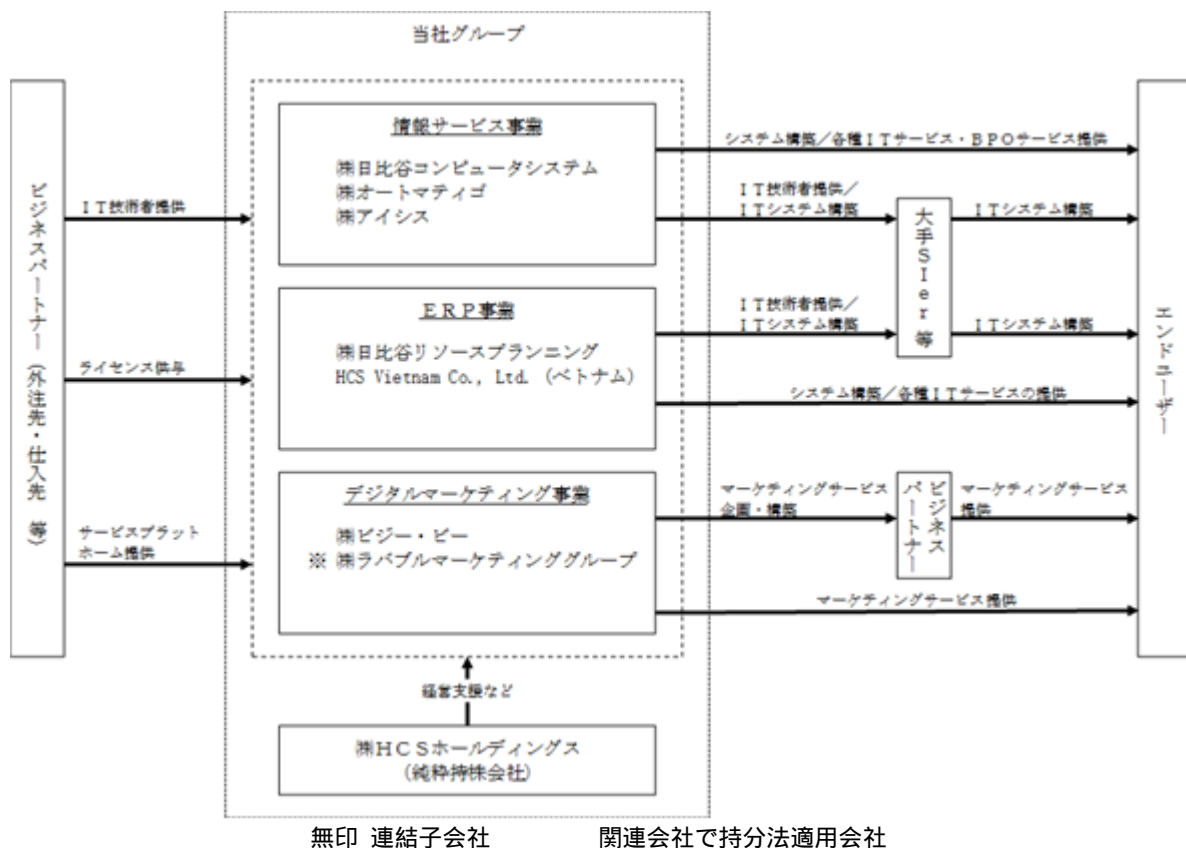 当社グループ
ビジネスパートナー（外注先・仕入先 等）
ＩＴ技術者提供
ライセンス供与
サービスプラット
ホーム提供
情報サービス事業
㈱日比谷コンピュータシステム
㈱オートマティゴ
㈱アイシス
ＥＲＰ事業
㈱日比谷リソースプランニング
HCS Vietnam Co., Ltd. (ベトナム)
デジタルマーケティング事業
㈱ビジー・ビー
※ ㈱ラバブルマーケティンググループ
経営支援など
㈱ＨＣＳホールディングス
(純粋持株会社)
システム構築／各種ＩＴサービス・ＢＰＯサービス提供
ＩＴ技術者提供／
ＩＴシステム構築
大手ＳＩｅｒ 等
ＩＴシステム構築
ＩＴ技術者提供／
ＩＴシステム構築
ＩＴシステム構築
システム構築／各種ＩＴサービスの提供
マーケティングサービス
企画・構築
ビジネス
パートナー
マーケティングサービス
提供
マーケティングサービス提供
エンドユーザー
無印 連結子会社
関連会社で持分法適用会社